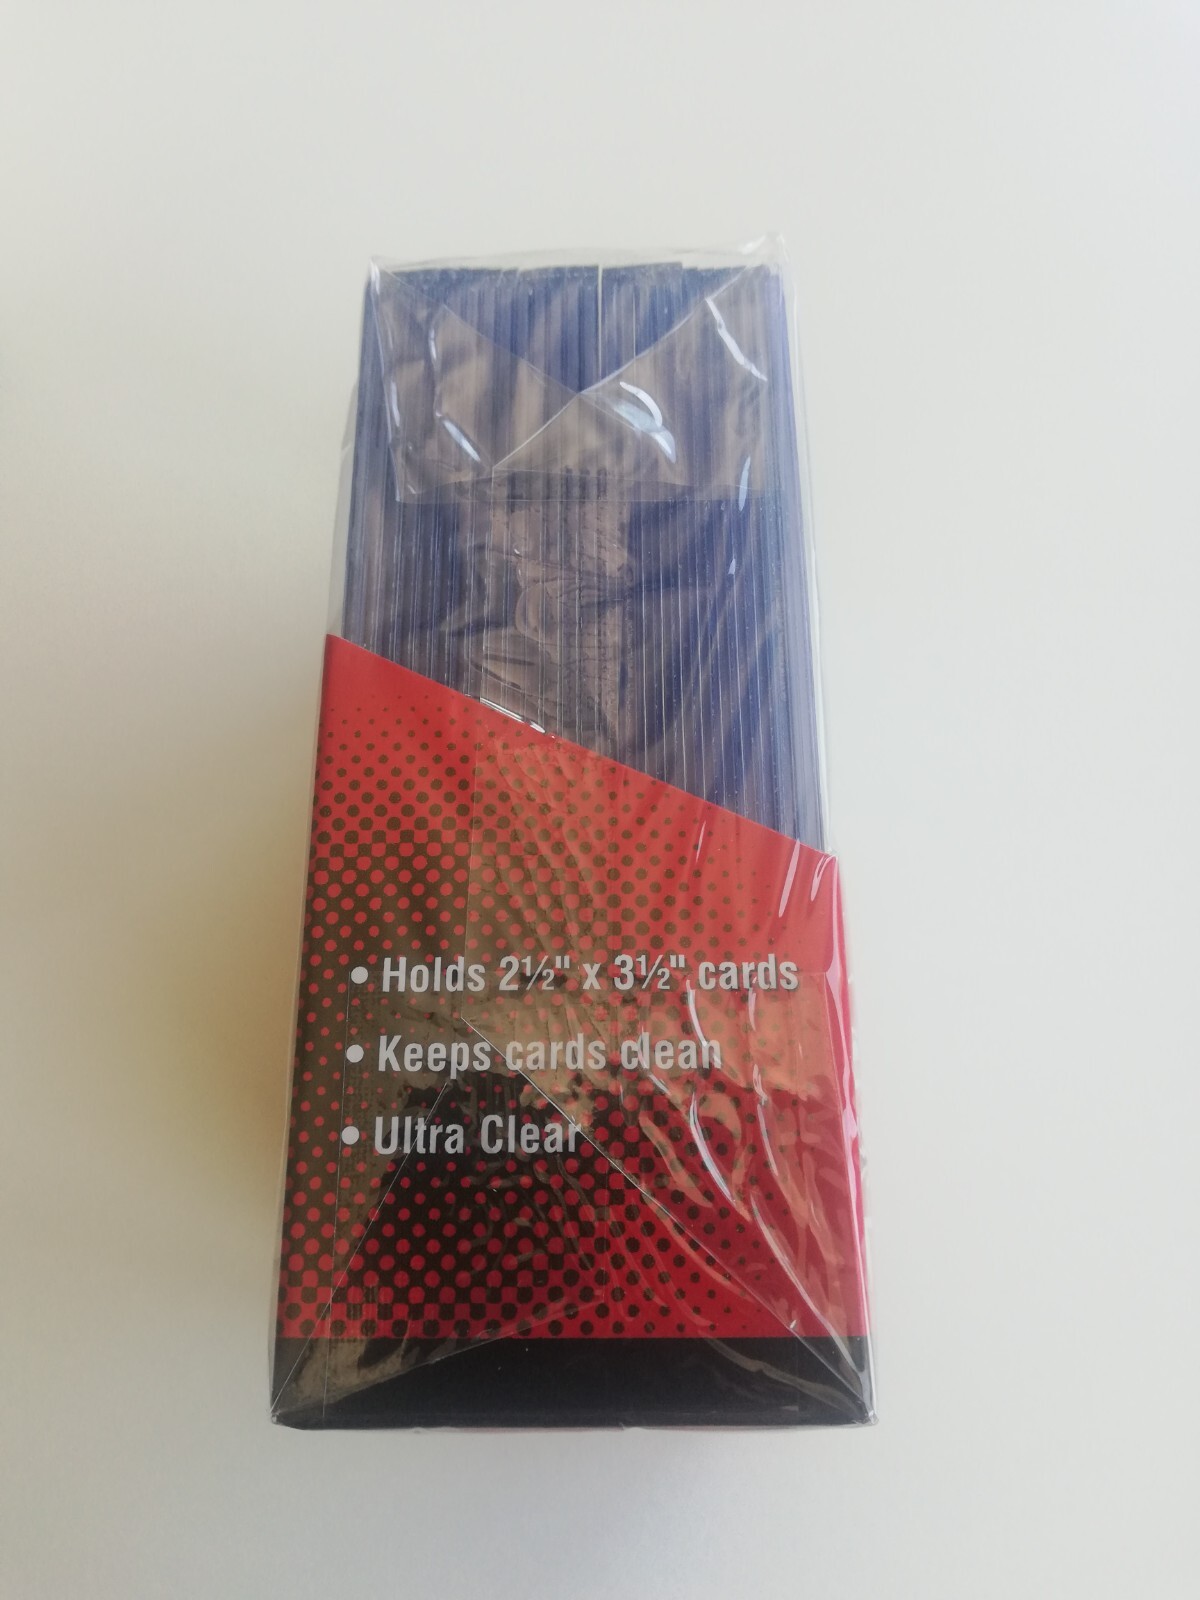 • Holds 2½" x 3½" cards
• Keeps cards clean
• Ultra Clear